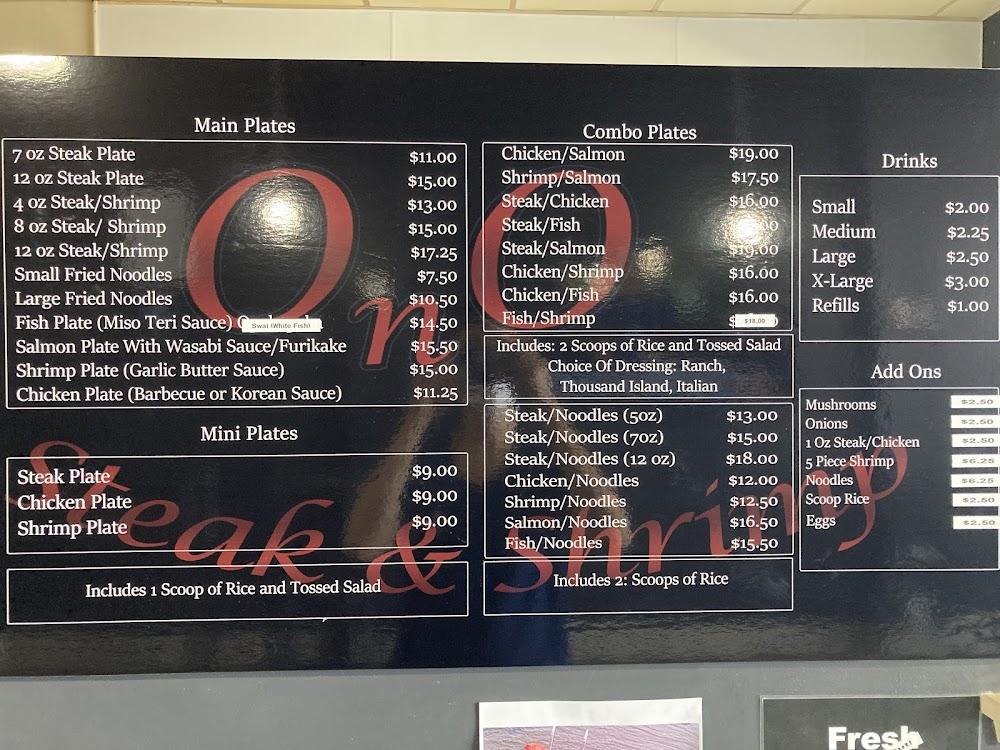 Main Plates
7 oz Steak Plate $11.00
12 oz Steak Plate $15.00
4 oz Steak/Shrimp $13.00
8 oz Steak/ Shrimp $15.00
12 oz Steak/Shrimp $17.25
Small Fried Noodles $7.50
Large Fried Noodles $10.50
Fish Plate (Miso Teri Sauce) Swai (White Fish) $14.50
Salmon Plate With Wasabi Sauce/Furikake $15.50
Shrimp Plate (Garlic Butter Sauce) $15.00
Chicken Plate (Barbecue or Korean Sauce) $11.25
Mini Plates
Steak Plate $9.00
Chicken Plate $9.00
Shrimp Plate $9.00
Includes 1 Scoop of Rice and Tossed Salad
Combo Plates
Chicken/Salmon $19.00
Shrimp/Salmon $17.50
Steak/Chicken $16.00
Steak/Fish
Steak/Salmon $19.00
Chicken/Shrimp $16.00
Chicken/Fish $16.00
Fish/Shrimp $18.00
Includes: 2 Scoops of Rice and Tossed Salad
Choice Of Dressing: Ranch,
Thousand Island, Italian
Steak/Noodles (5oz) $13.00
Steak/Noodles (7oz) $15.00
Steak/Noodles (12 oz) $18.00
Chicken/Noodles $12.00
Shrimp/Noodles $12.50
Salmon/Noodles $16.50
Fish/Noodles $15.50
Includes 2: Scoops of Rice
Drinks
Small $2.00
Medium $2.25
Large $2.50
X-Large $3.00
Refills $1.00
Add Ons
Mushrooms $2.50
Onions $2.50
1 Oz Steak/Chicken $2.50
5 Piece Shrimp $6.25
Noodles $6.25
Scoop Rice $2.50
Eggs $2.50
OnO
Steak & Shrimp
Fresh